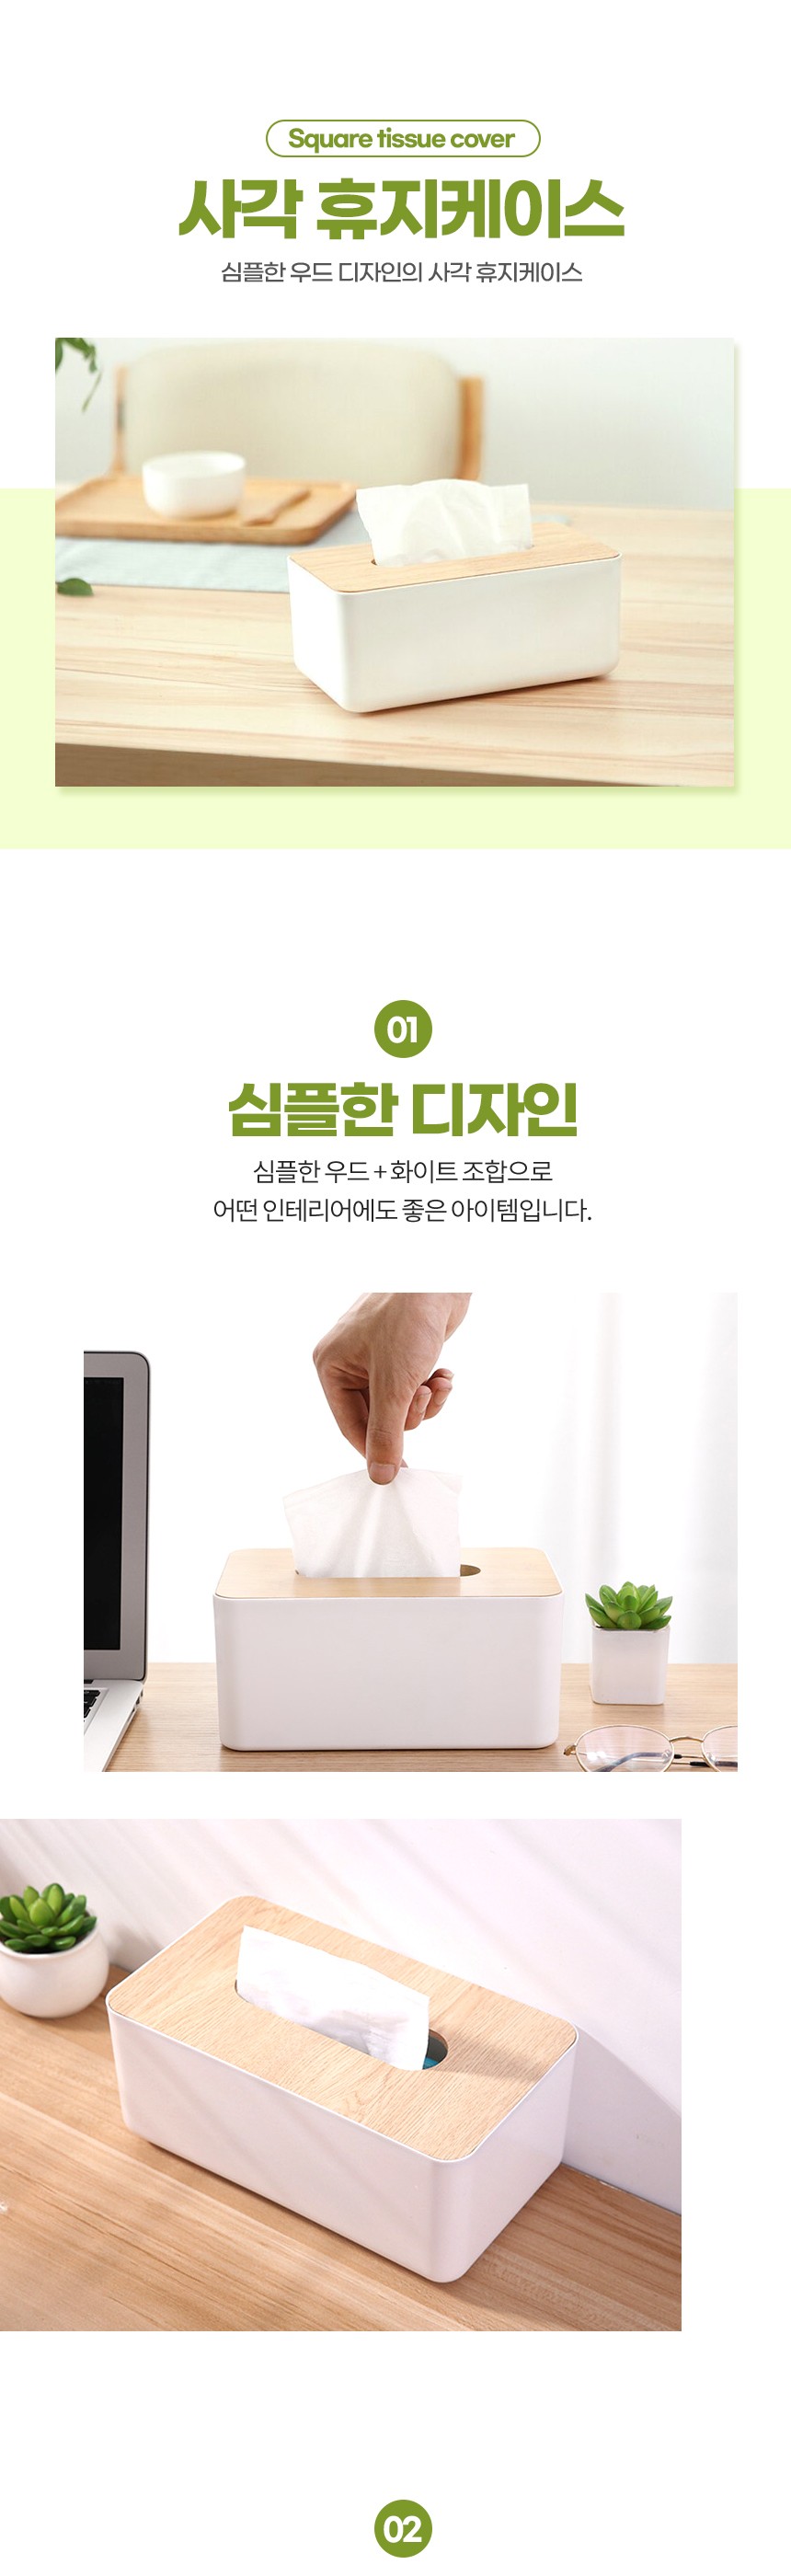 Square tissue cover
사각 휴지케이스
심플한 우드 디자인의 사각 휴지케이스
01
심플한 디자인
심플한 우드 + 화이트 조합으로
어떤 인테리어에도 좋은 아이템입니다.
02